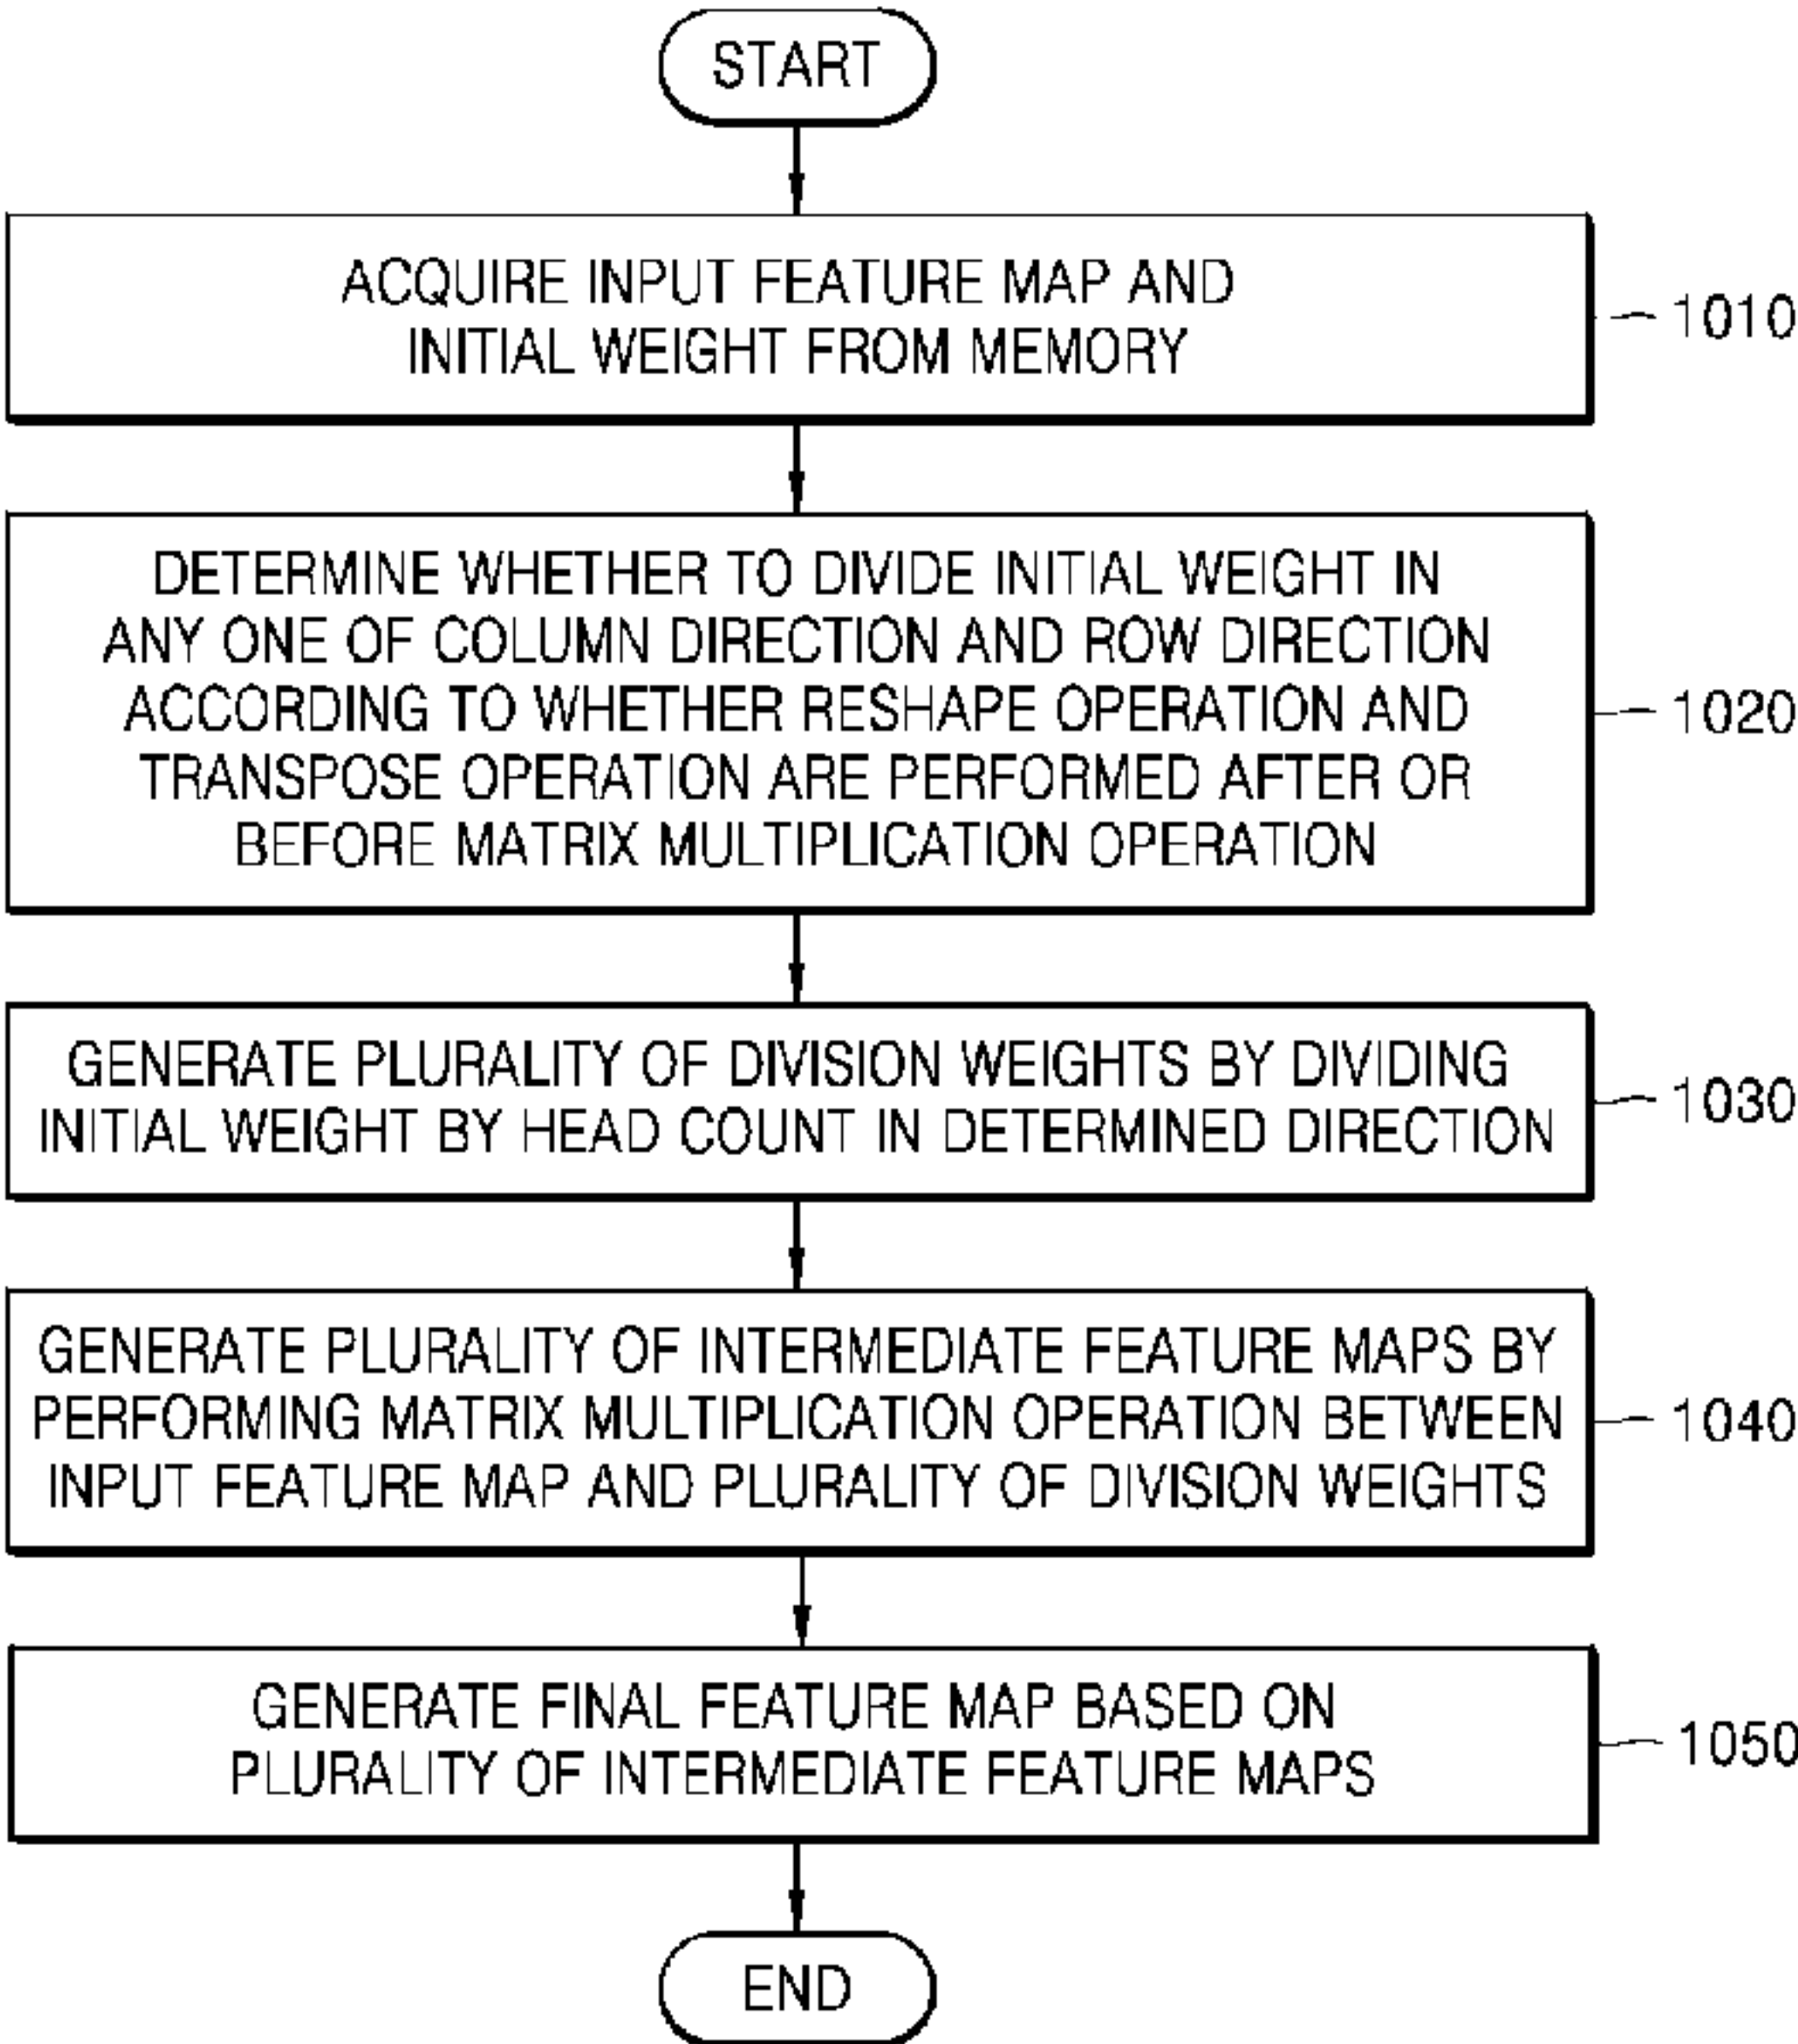 START
ACQUIRE INPUT FEATURE MAP AND
INITIAL WEIGHT FROM MEMORY
1010
DETERMINE WHETHER TO DIVIDE INITIAL WEIGHT IN
ANY ONE OF COLUMN DIRECTION AND ROW DIRECTION
ACCORDING TO WHETHER RESHAPE OPERATION AND
TRANSPOSE OPERATION ARE PERFORMED AFTER OR
BEFORE MATRIX MULTIPLICATION OPERATION
1020
GENERATE PLURALITY OF DIVISION WEIGHTS BY DIVIDING
INITIAL WEIGHT BY HEAD COUNT IN DETERMINED DIRECTION
1030
GENERATE PLURALITY OF INTERMEDIATE FEATURE MAPS BY
PERFORMING MATRIX MULTIPLICATION OPERATION BETWEEN
INPUT FEATURE MAP AND PLURALITY OF DIVISION WEIGHTS
1040
GENERATE FINAL FEATURE MAP BASED ON
PLURALITY OF INTERMEDIATE FEATURE MAPS
1050
END